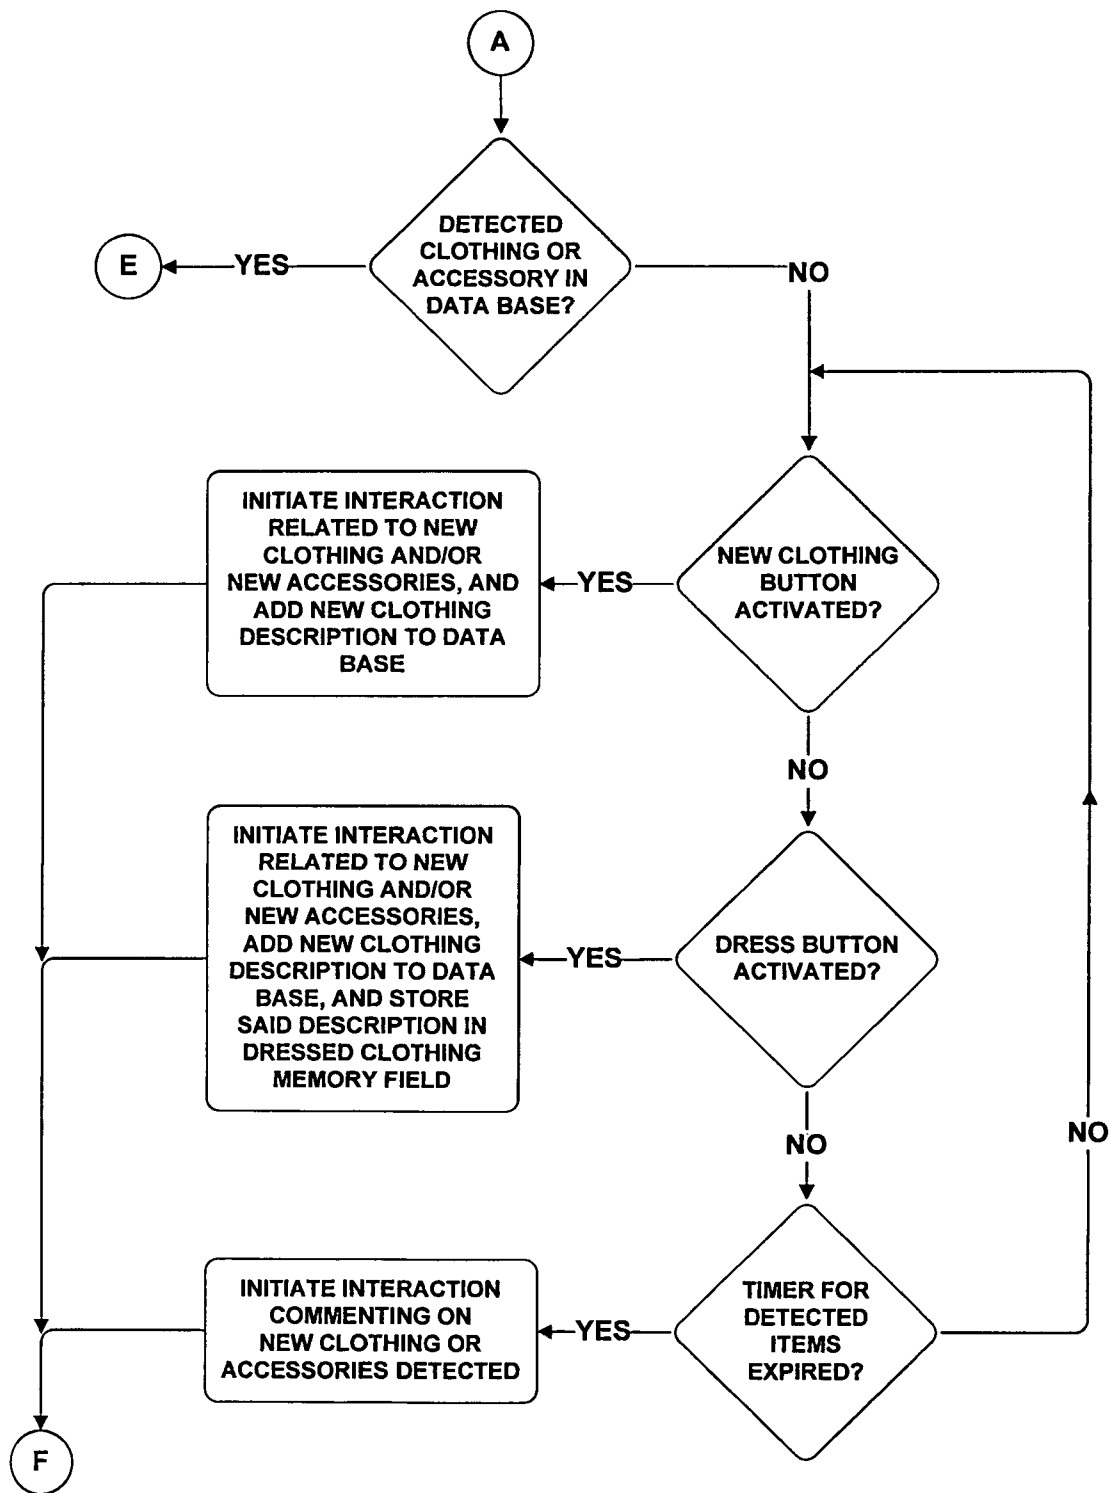 A
DETECTED
CLOTHING OR
ACCESSORY IN
DATA BASE?
E
YES
NO
INITIATE INTERACTION
RELATED TO NEW
CLOTHING AND/OR
NEW ACCESSORIES, AND
ADD NEW CLOTHING
DESCRIPTION TO DATA
BASE
YES
NEW CLOTHING
BUTTON
ACTIVATED?
NO
INITIATE INTERACTION
RELATED TO NEW
CLOTHING AND/OR
NEW ACCESSORIES,
ADD NEW CLOTHING
DESCRIPTION TO DATA
BASE, AND STORE
SAID DESCRIPTION IN
DRESSED CLOTHING
MEMORY FIELD
YES
DRESS BUTTON
ACTIVATED?
NO
NO
INITIATE INTERACTION
COMMENTING ON
NEW CLOTHING OR
ACCESSORIES DETECTED
YES
TIMER FOR
DETECTED
ITEMS
EXPIRED?
F